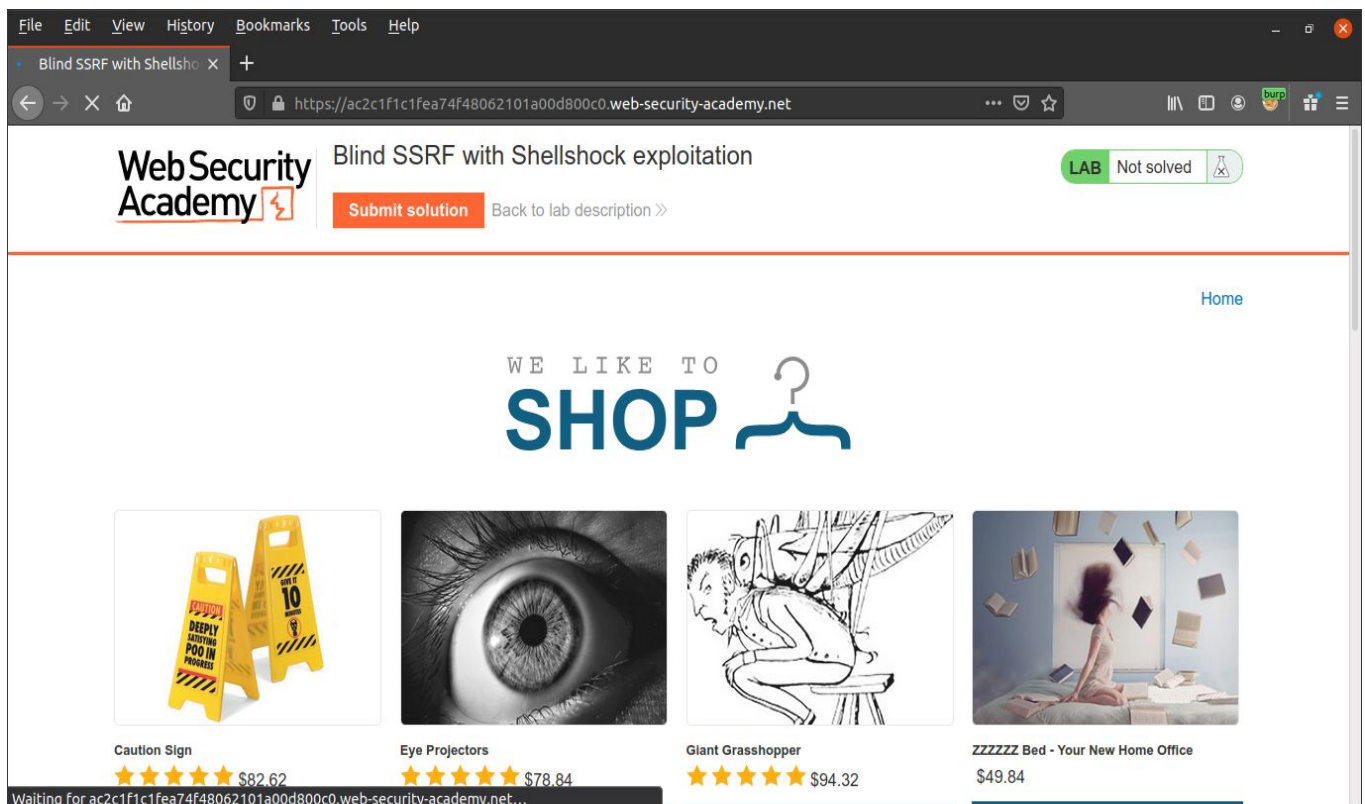 File Edit View History Bookmarks Tools Help
Blind SSRF with Shellsho
https://ac2c1f1c1fea74f48062101a00d800c0.web-security-academy.net
burp
Web Security
Academy
Blind SSRF with Shellshock exploitation
Submit solution Back to lab description
LAB Not solved
Home
WE LIKE TO
SHOP
CAUTION
DEEPLY
SATISFYING
POO IN
PROGRESS
GIVE IT
10
MINUTES
Caution Sign
$82.62
Eye Projectors
$78.84
Giant Grasshopper
$94.32
ZZZZZZ Bed - Your New Home Office
$49.84
Waiting for ac2c1f1c1fea74f48062101a00d800c0.web-security-academy.net...